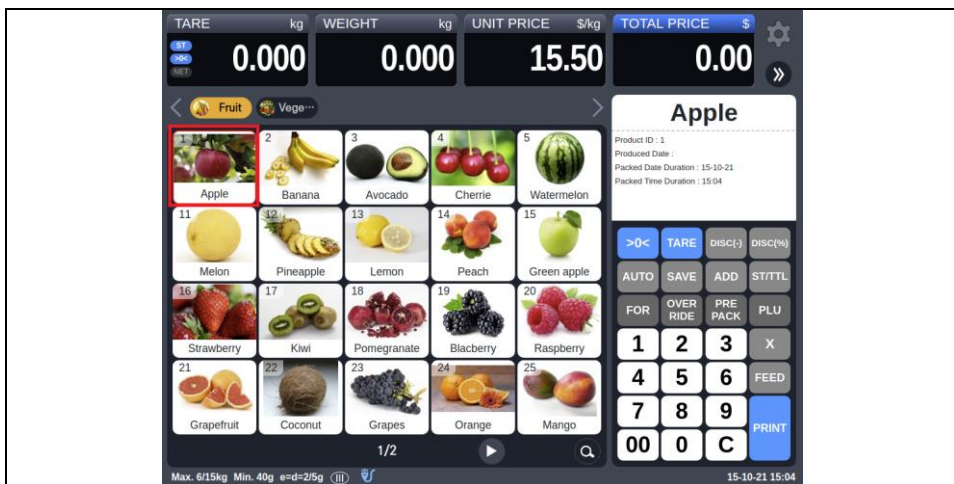 TARE kg WEIGHT kg UNIT PRICE $/kg TOTAL PRICE $
ST
>0<
NET
0.000 0.000 15.50 0.00
Fruit Vege···
Apple
Product ID : 1
Produced Date :
Packed Date Duration : 15-10-21
Packed Time Duration : 15:04
1 2 3 4 5
Apple Banana Avocado Cherrie Watermelon
11 12 13 14 15
Melon Pineapple Lemon Peach Green apple
16 17 18 19 20
Strawberry Kiwi Pomegranate Blacberry Raspberry
21 22 23 24 25
Grapefruit Coconut Grapes Orange Mango
1/2
>0< TARE DISC(-) DISC(%)
AUTO SAVE ADD ST/TTL
FOR OVER RIDE PRE PACK PLU
1 2 3 X
4 5 6 FEED
7 8 9 PRINT
00 0 C
Max. 6/15kg Min. 40g e=d=2/5g III 15-10-21 15:04